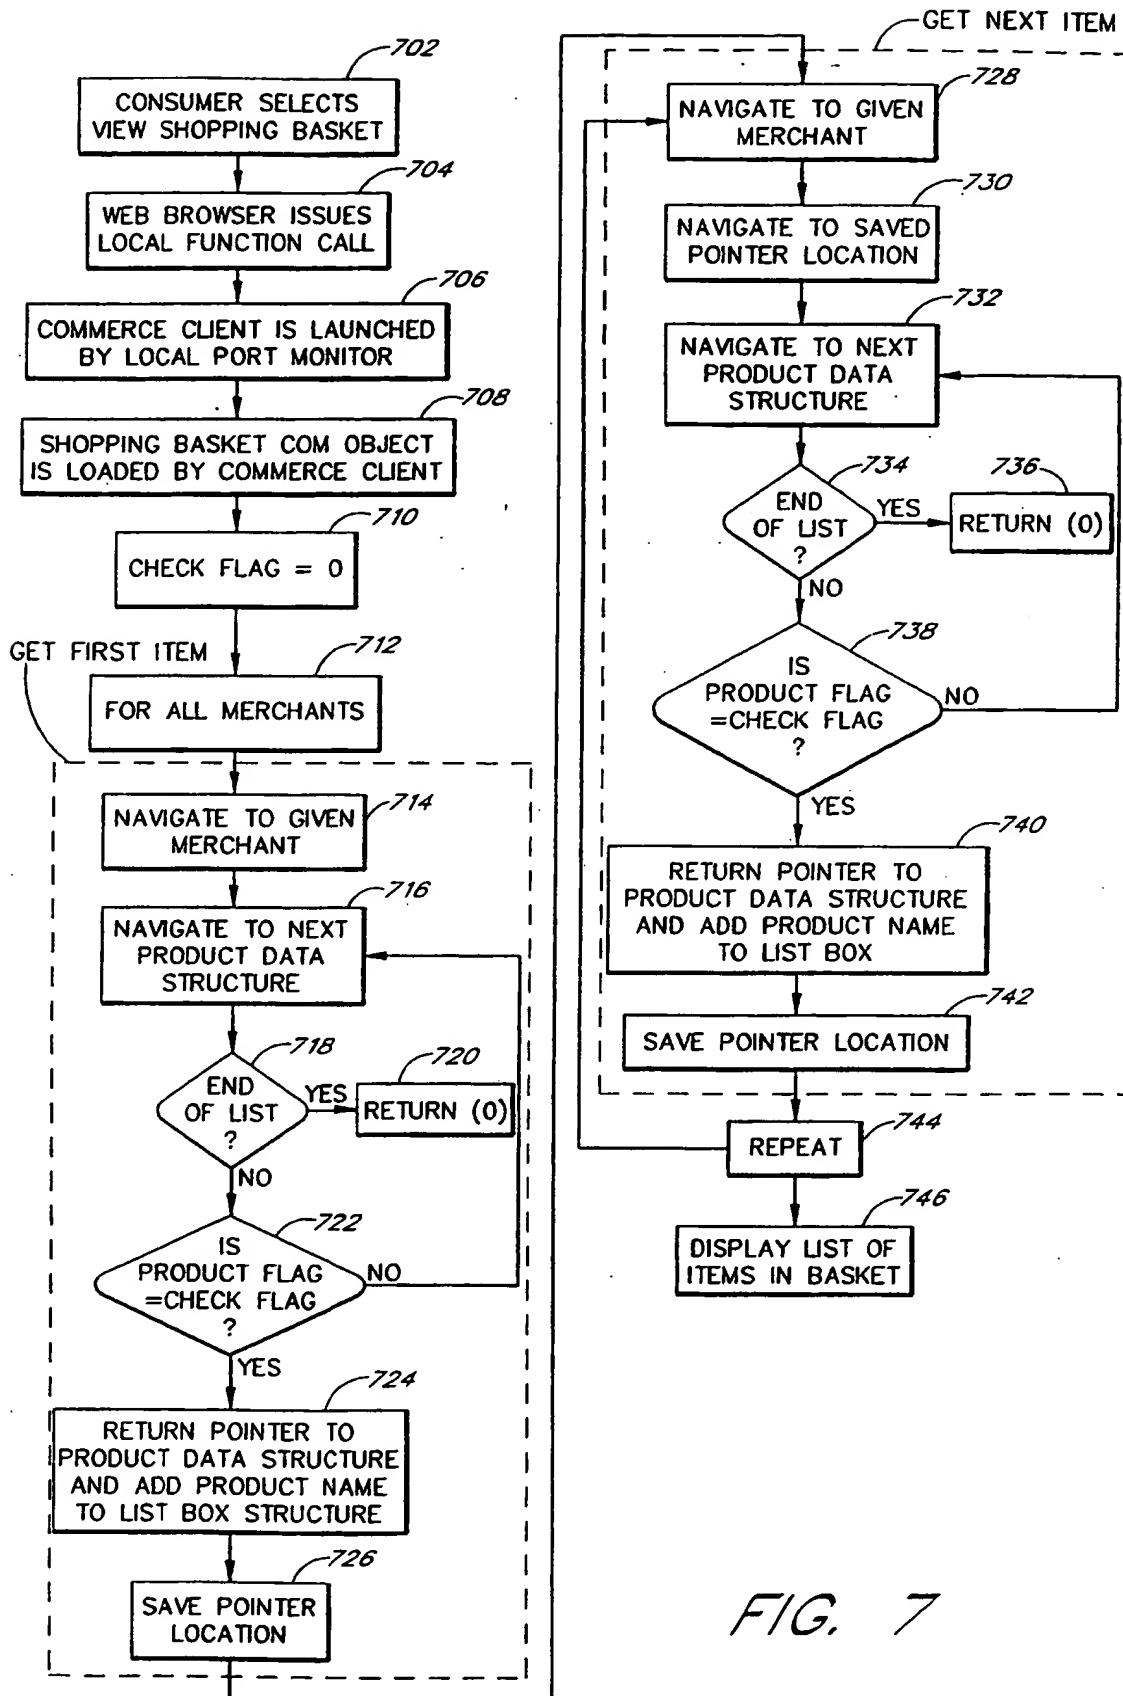 702
CONSUMER SELECTS
VIEW SHOPPING BASKET
704
WEB BROWSER ISSUES
LOCAL FUNCTION CALL
706
COMMERCE CLIENT IS LAUNCHED
BY LOCAL PORT MONITOR
708
SHOPPING BASKET COM OBJECT
IS LOADED BY COMMERCE CLIENT
710
CHECK FLAG = 0
GET FIRST ITEM
712
FOR ALL MERCHANTS
714
NAVIGATE TO GIVEN
MERCHANT
716
NAVIGATE TO NEXT
PRODUCT DATA
STRUCTURE
718
END
OF LIST
?
YES
720
RETURN (0)
NO
722
IS
PRODUCT FLAG
=CHECK FLAG
?
NO
YES
724
RETURN POINTER TO
PRODUCT DATA STRUCTURE
AND ADD PRODUCT NAME
TO LIST BOX STRUCTURE
726
SAVE POINTER
LOCATION
GET NEXT ITEM
728
NAVIGATE TO GIVEN
MERCHANT
730
NAVIGATE TO SAVED
POINTER LOCATION
732
NAVIGATE TO NEXT
PRODUCT DATA
STRUCTURE
734
END
OF LIST
?
YES
736
RETURN (0)
NO
738
IS
PRODUCT FLAG
=CHECK FLAG
?
NO
YES
740
RETURN POINTER TO
PRODUCT DATA STRUCTURE
AND ADD PRODUCT NAME
TO LIST BOX
742
SAVE POINTER LOCATION
744
REPEAT
746
DISPLAY LIST OF
ITEMS IN BASKET
FIG. 7